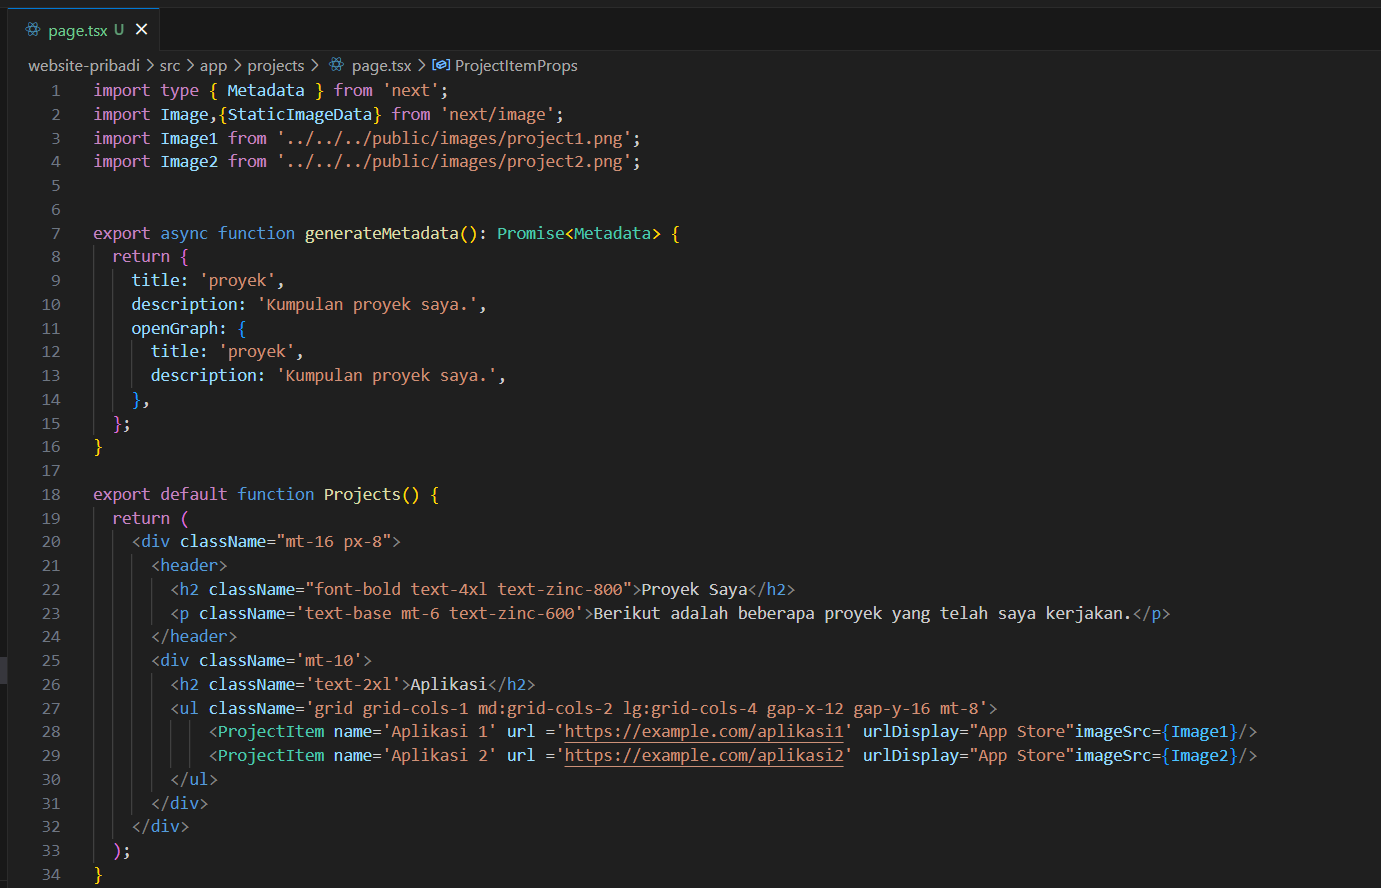 page.tsx U
website-pribadi > src > app > projects > page.tsx > ProjectItemProps
1 import type { Metadata } from 'next';
2 import Image,{StaticImageData} from 'next/image';
3 import Image1 from '../../../public/images/project1.png';
4 import Image2 from '../../../public/images/project2.png';
5
6
7 export async function generateMetadata(): Promise<Metadata> {
8   return {
9     title: 'proyek',
10     description: 'Kumpulan proyek saya.',
11     openGraph: {
12       title: 'proyek',
13       description: 'Kumpulan proyek saya.',
14     },
15   };
16 }
17
18 export default function Projects() {
19   return (
20     <div className="mt-16 px-8">
21       <header>
22         <h2 className="font-bold text-4xl text-zinc-800">Proyek Saya</h2>
23         <p className='text-base mt-6 text-zinc-600'>Berikut adalah beberapa proyek yang telah saya kerjakan.</p>
24       </header>
25       <div className='mt-10'>
26         <h2 className='text-2xl'>Aplikasi</h2>
27         <ul className='grid grid-cols-1 md:grid-cols-2 lg:grid-cols-4 gap-x-12 gap-y-16 mt-8'>
28             <ProjectItem name='Aplikasi 1' url ='https://example.com/aplikasi1' urlDisplay="App Store"imageSrc={Image1}/>
29             <ProjectItem name='Aplikasi 2' url ='https://example.com/aplikasi2' urlDisplay="App Store"imageSrc={Image2}/>
30         </ul>
31       </div>
32     </div>
33   );
34 }